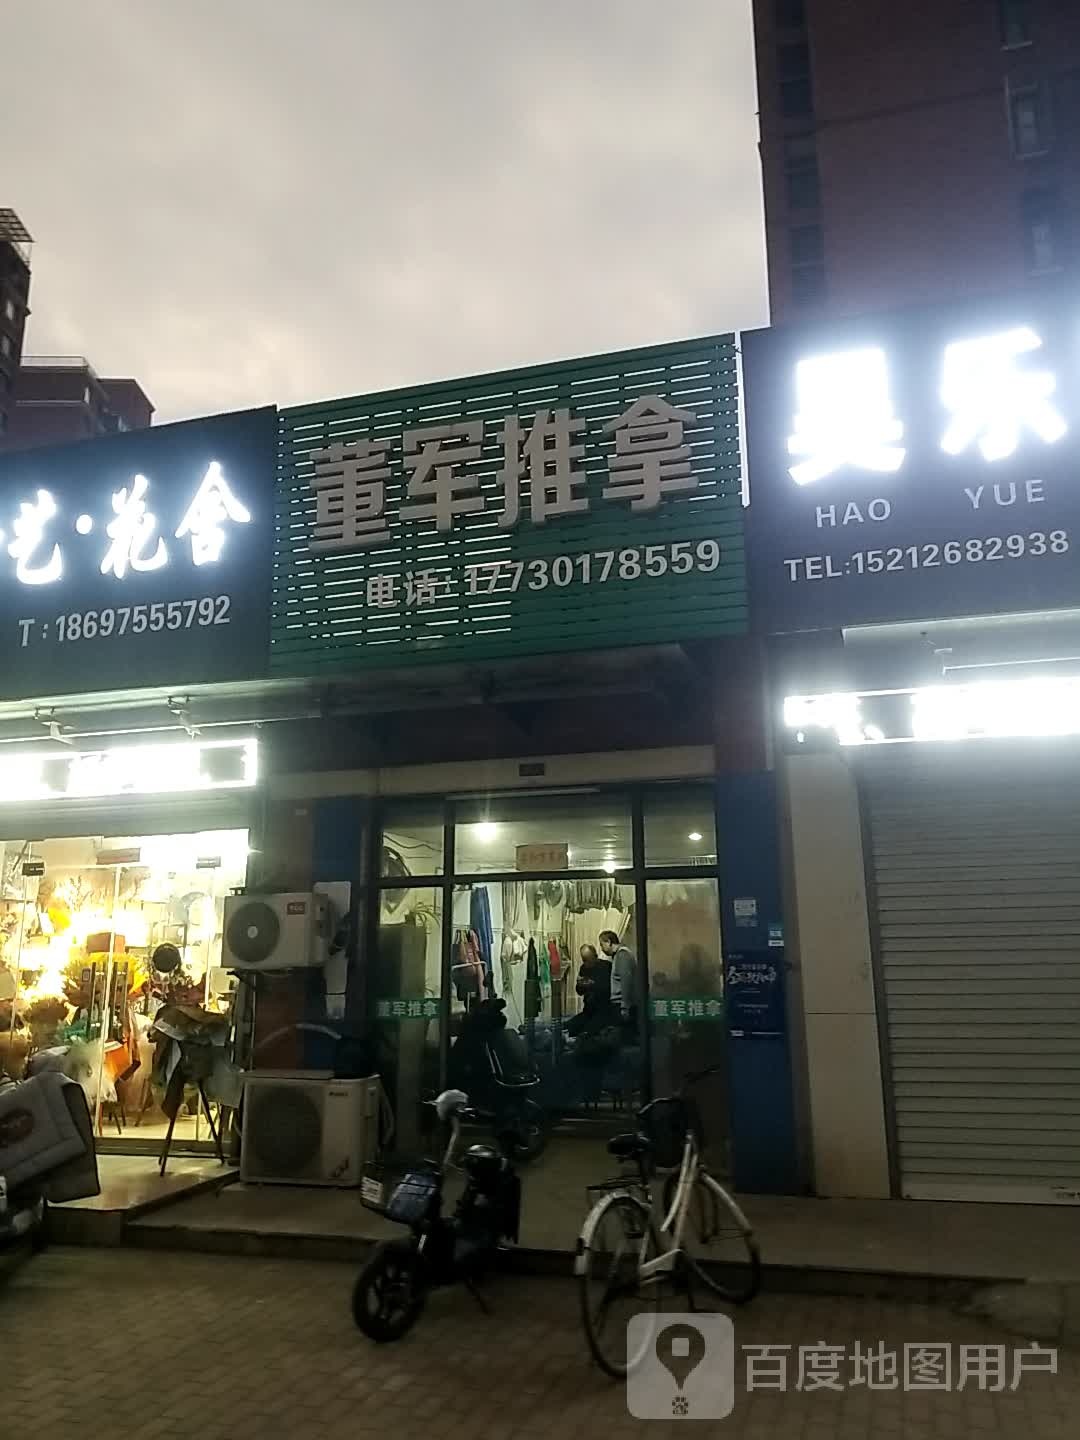 艺·花舍
T:18697555792
董军推拿
电话:17730178559
昊乐
HAO YUE
TEL:15212682938
董军推拿
董军推拿
百度地图用户